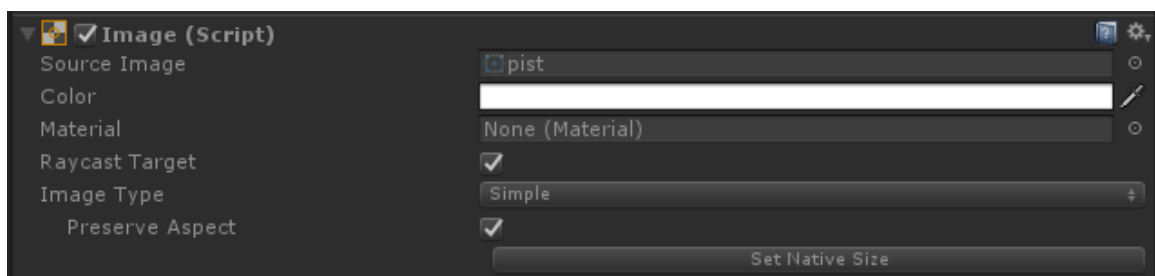 Image (Script)
Source Image pist
Color
Material None (Material)
Raycast Target
Image Type Simple
Preserve Aspect
Set Native Size